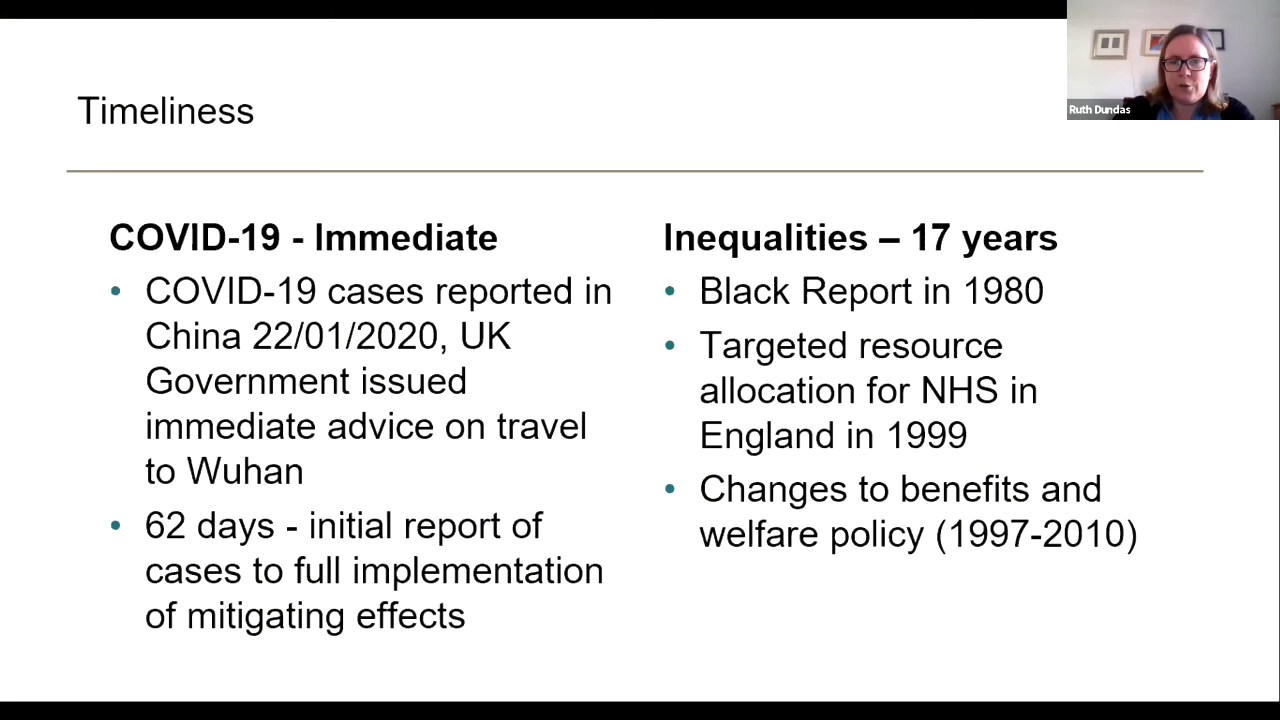 Ruth Dundas
Timeliness
COVID-19 - Immediate
• COVID-19 cases reported in
China 22/01/2020, UK
Government issued
immediate advice on travel
to Wuhan
• 62 days - initial report of
cases to full implementation
of mitigating effects
Inequalities – 17 years
• Black Report in 1980
• Targeted resource
allocation for NHS in
England in 1999
• Changes to benefits and
welfare policy (1997-2010)